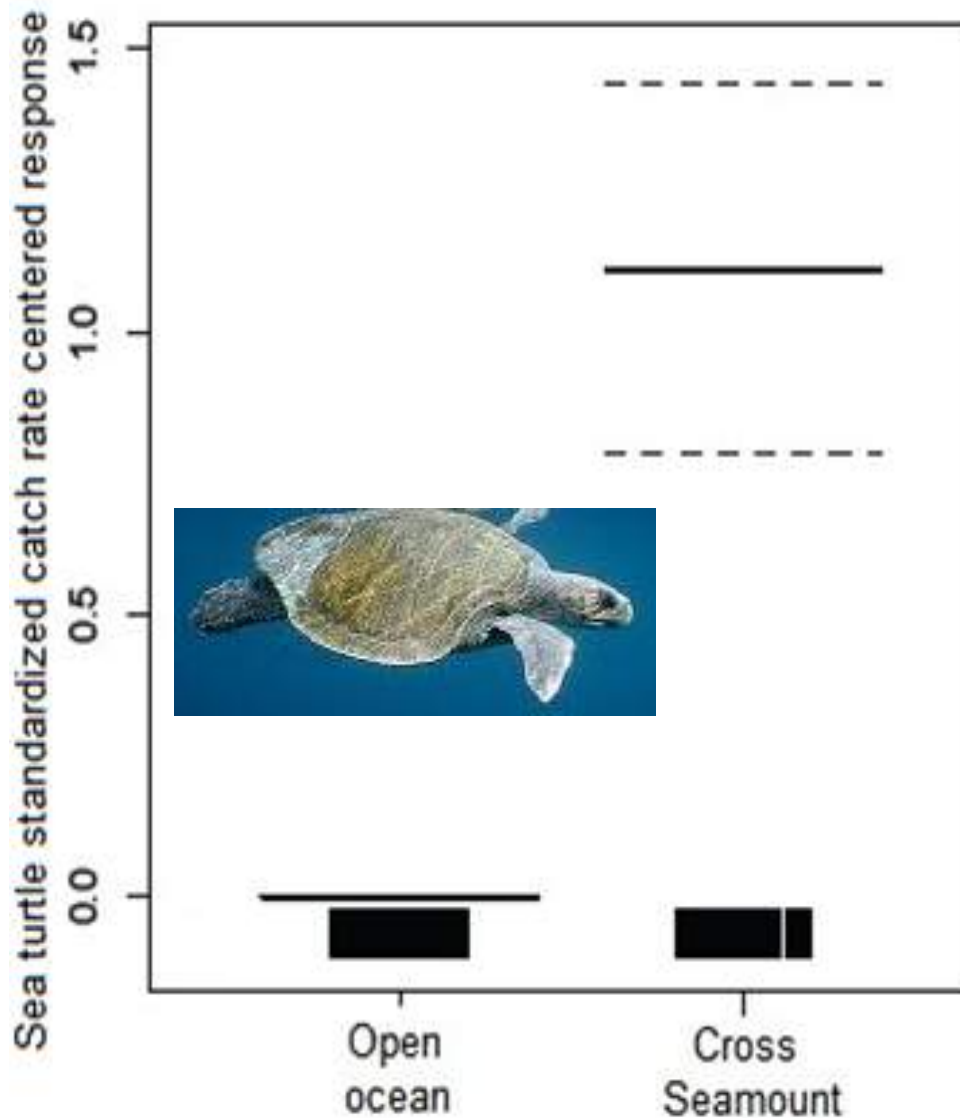 Sea turtle standardized catch rate centered response
1.5
1.0
0.5
0.0
Open
ocean
Cross
Seamount